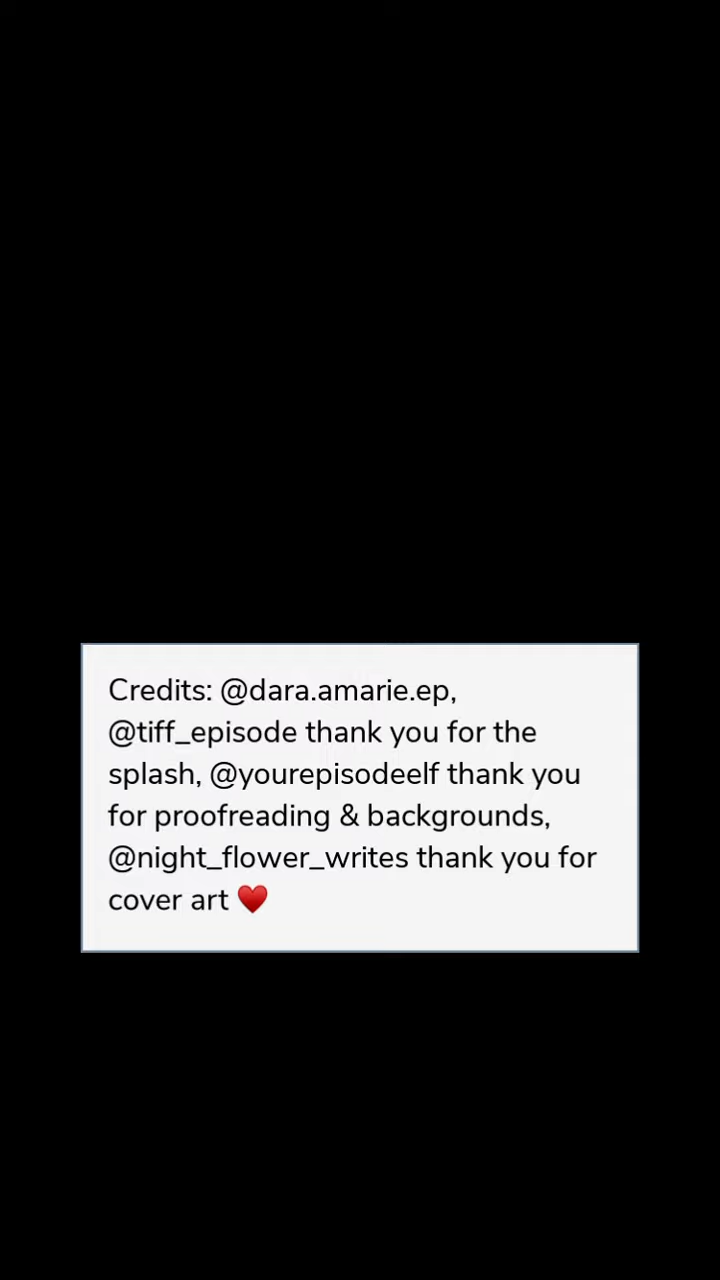 Credits: @dara.amarie.ep,
@tiff_episode thank you for the
splash, @yourepisodeelf thank you
for proofreading & backgrounds,
@night_flower_writes thank you for
cover art ♥️